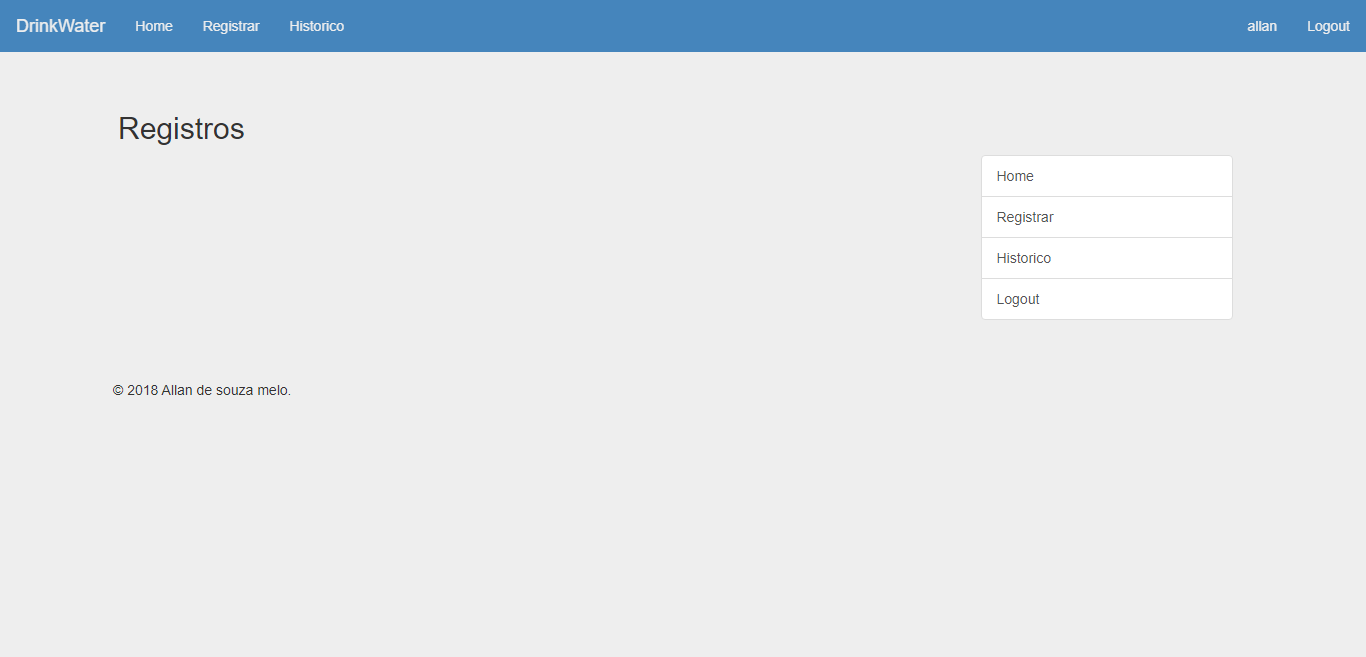 DrinkWater Home Registrar Historico allan Logout
Registros
Home
Registrar
Historico
Logout
© 2018 Allan de souza melo.